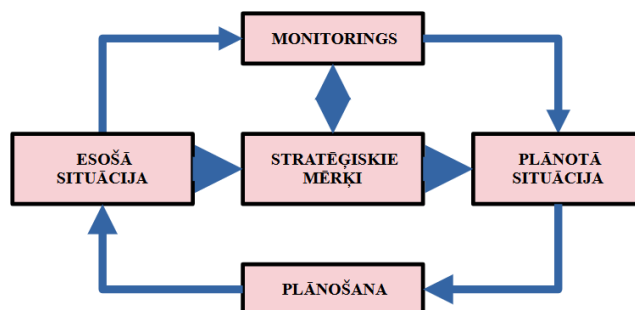 MONITORINGS
ESOŠĀ
SITUĀCIJA
STRATĒĢISKIE
MĒRĶI
PLĀNOTĀ
SITUĀCIJA
PLĀNOŠANA